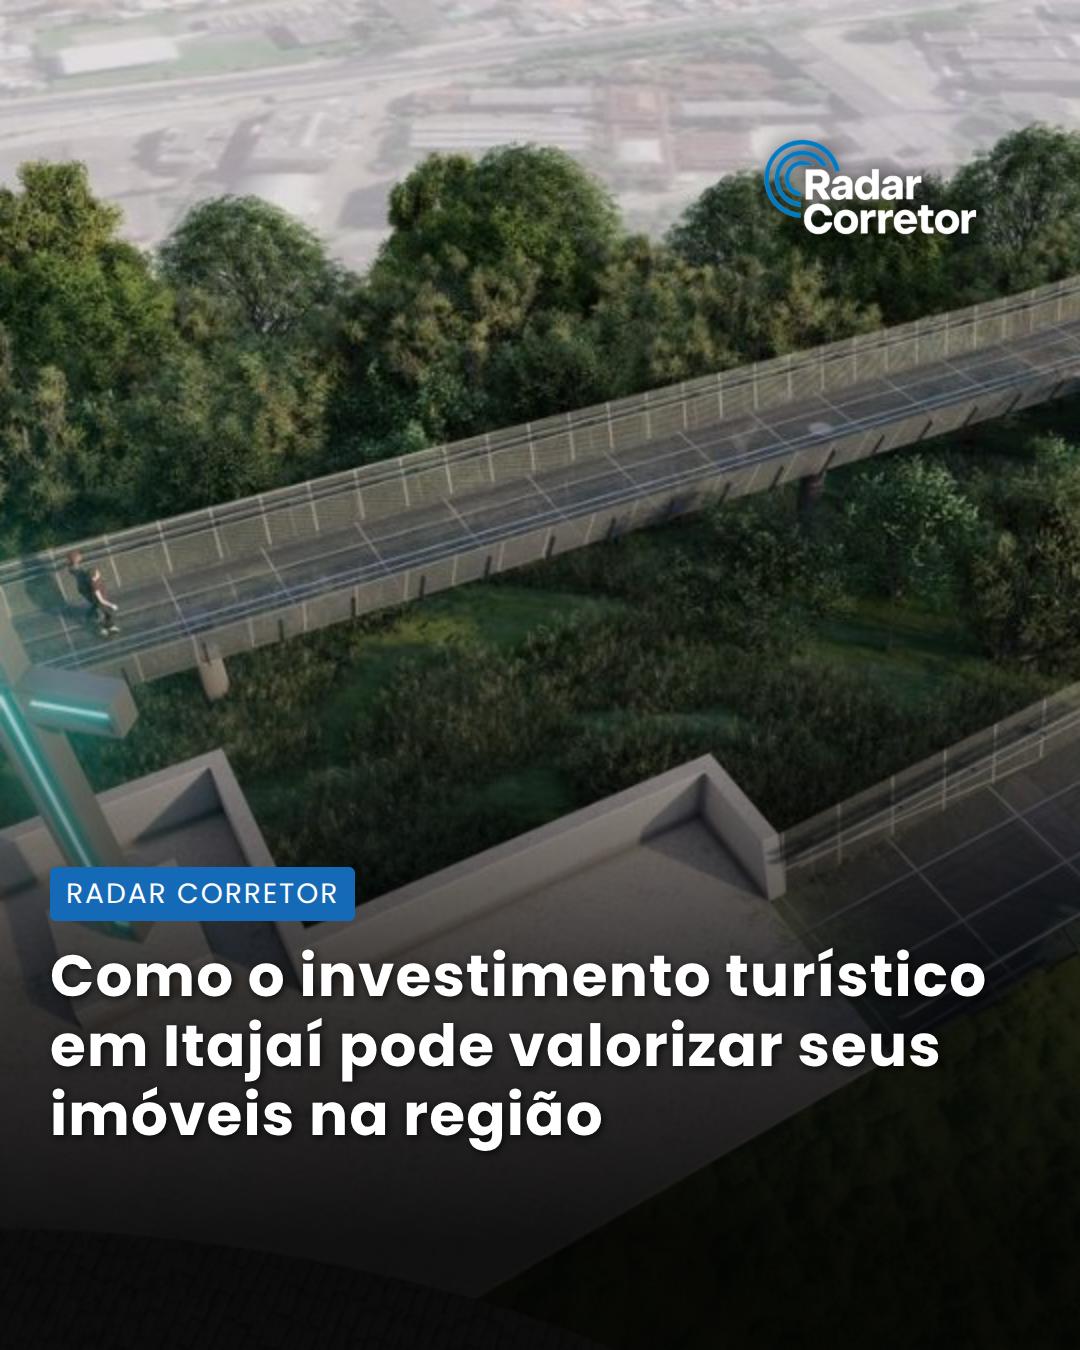 Radar
Corretor
RADAR CORRETOR
Como o investimento turístico
em Itajaí pode valorizar seus
imóveis na região